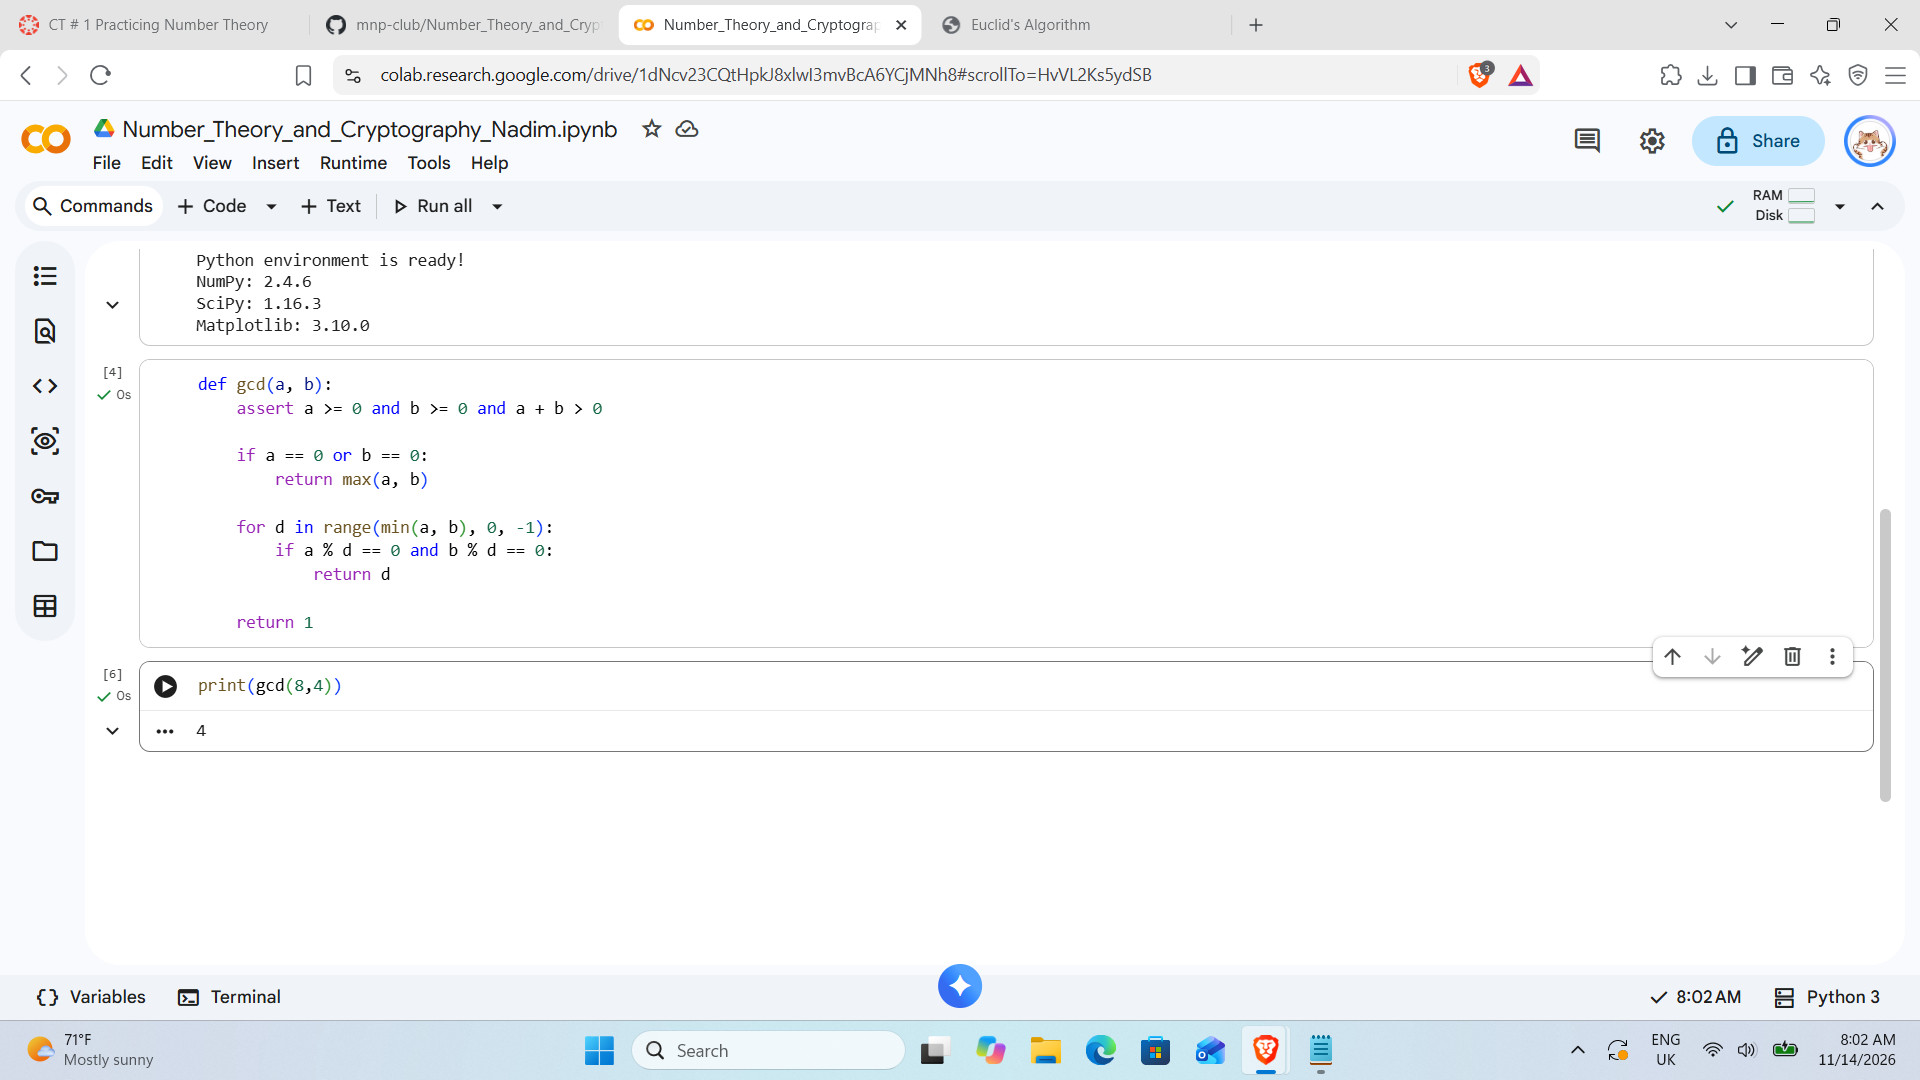 CT # 1 Practicing Number Theory
mnp-club/Number_Theory_and_Cryp
Number_Theory_and_Cryptograp
Euclid's Algorithm
colab.research.google.com/drive/1dNcv23CQtHpkJ8xlwI3mvBcA6YCjMNh8#scrollTo=HvVL2Ks5ydSB
3
Number_Theory_and_Cryptography_Nadim.ipynb
File Edit View Insert Runtime Tools Help
Share
Commands + Code + Text Run all
RAM
Disk
Python environment is ready!
NumPy: 2.4.6
SciPy: 1.16.3
Matplotlib: 3.10.0
[4]
0s
def gcd(a, b):
    assert a >= 0 and b >= 0 and a + b > 0
    if a == 0 or b == 0:
        return max(a, b)
    for d in range(min(a, b), 0, -1):
        if a % d == 0 and b % d == 0:
            return d
    return 1
[6]
0s
print(gcd(8,4))
4
Variables Terminal
8:02 AM Python 3
71°F
Mostly sunny
Search
ENG
UK
8:02 AM
11/14/2026